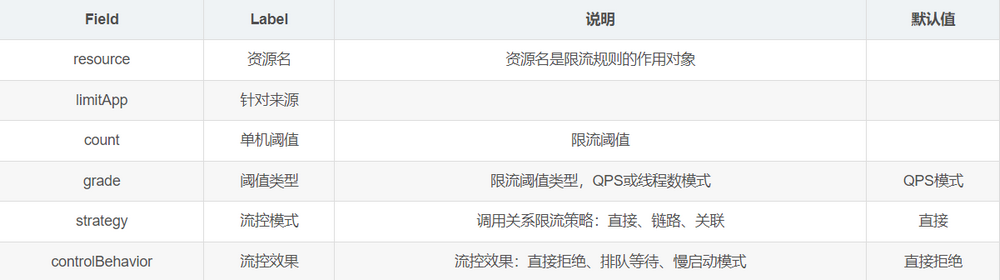 Field Label 说明 默认值
resource 资源名 资源名是限流规则的作用对象
limitApp 针对来源
count 单机阈值 限流阈值
grade 阈值类型 限流阈值类型，QPS或线程数模式 QPS模式
strategy 流控模式 调用关系限流策略：直接、链路、关联 直接
controlBehavior 流控效果 流控效果：直接拒绝、排队等待、慢启动模式 直接拒绝